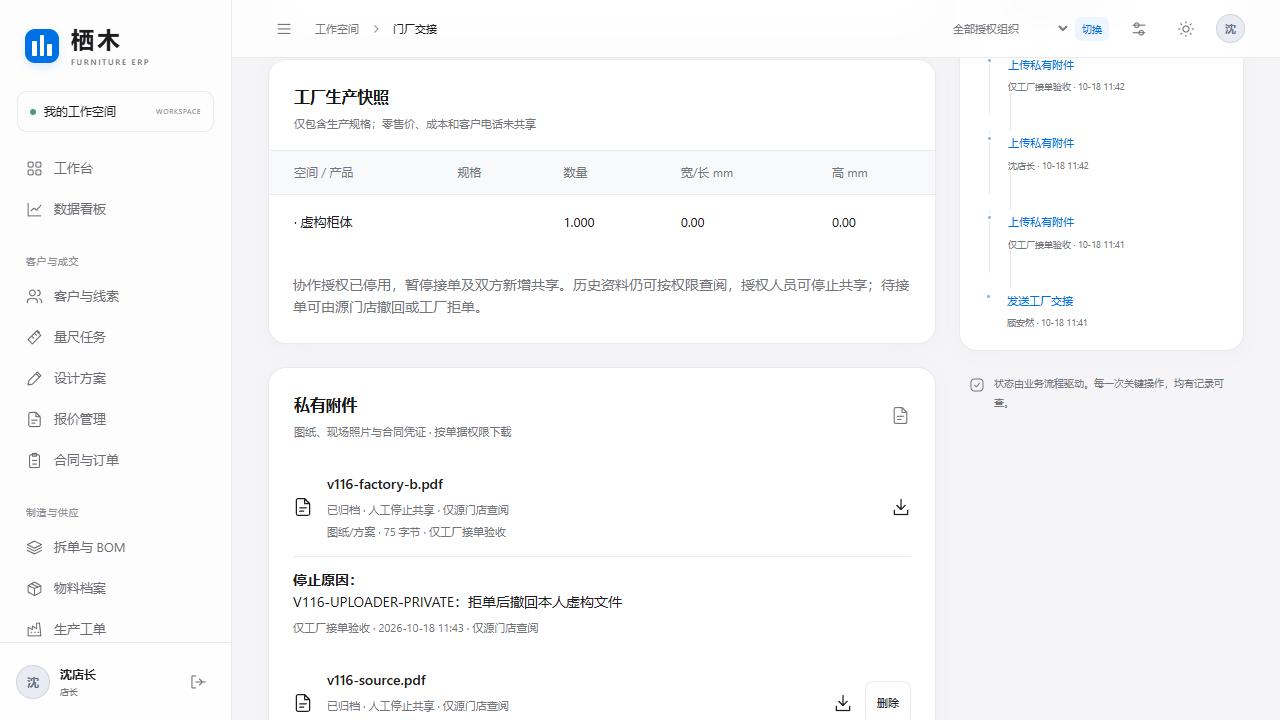 栖木
FURNITURE ERP
我的工作空间
WORKSPACE
工作台
数据看板
客户与成交
客户与线索
量尺任务
设计方案
报价管理
合同与订单
制造与供应
拆单与 BOM
物料档案
生产工单
沈
沈店长
店长
工作空间
门厂交接
全部授权组织
切换
沈
工厂生产快照
仅包含生产规格；零售价、成本和客户电话未共享
空间 / 产品
规格
数量
宽/长 mm
高 mm
· 虚构柜体
1.000
0.00
0.00
协作授权已停用，暂停接单及双方新增共享。历史资料仍可按权限查阅，授权人员可停止共享；待接
单可由源门店撤回或工厂拒单。
私有附件
图纸、现场照片与合同凭证 · 按单据权限下载
v116-factory-b.pdf
已归档 · 人工停止共享 · 仅源门店查阅
图纸/方案 · 75 字节 · 仅工厂接单验收
停止原因：
V116-UPLOADER-PRIVATE：拒单后撤回本人虚构文件
仅工厂接单验收 · 2026-10-18 11:43 · 仅源门店查阅
v116-source.pdf
已归档 · 人工停止共享 · 仅源门店查阅
删除
上传私有附件
仅工厂接单验收 · 10-18 11:42
上传私有附件
沈店长 · 10-18 11:42
上传私有附件
仅工厂接单验收 · 10-18 11:41
发送工厂交接
顾安然 · 10-18 11:41
状态由业务流程驱动。每一次关键操作，均有记录可
查。